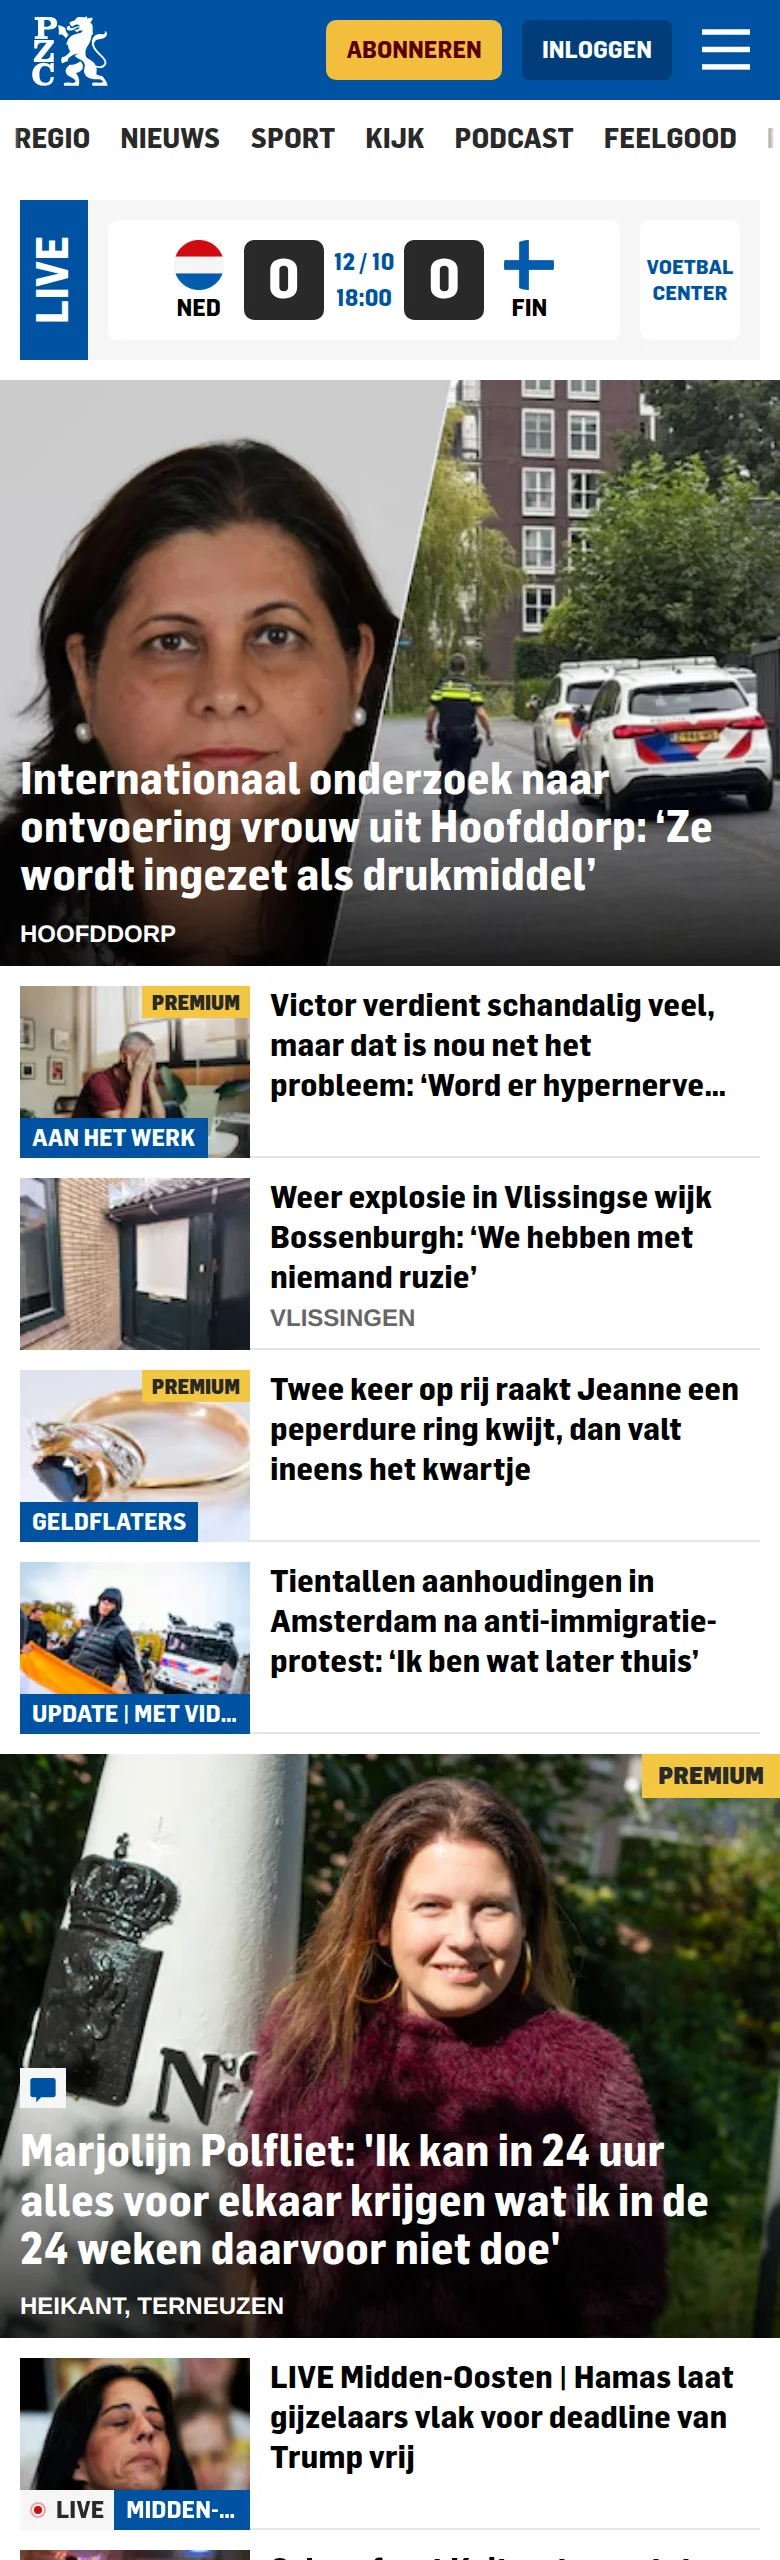 PZC
ABONNEREN
INLOGGEN
REGIO NIEUWS SPORT KIJK PODCAST FEELGOOD
LIVE
NED
0
12 / 10
18:00
0
FIN
VOETBAL
CENTER
Internationaal onderzoek naar
ontvoering vrouw uit Hoofddorp: ‘Ze
wordt ingezet als drukmiddel’
HOOFDDORP
PREMIUM
AAN HET WERK
Victor verdient schandalig veel,
maar dat is nou net het
probleem: ‘Word er hypernerve...
Weer explosie in Vlissingse wijk
Bossenburgh: ‘We hebben met
niemand ruzie’
VLISSINGEN
PREMIUM
GELDFLATERS
Twee keer op rij raakt Jeanne een
peperdure ring kwijt, dan valt
ineens het kwartje
UPDATE | MET VID...
Tientallen aanhoudingen in
Amsterdam na anti-immigratie-
protest: ‘Ik ben wat later thuis’
PREMIUM
Marjolijn Polfliet: 'Ik kan in 24 uur
alles voor elkaar krijgen wat ik in de
24 weken daarvoor niet doe'
HEIKANT, TERNEUZEN
LIVE
MIDDEN-...
LIVE Midden-Oosten | Hamas laat
gijzelaars vlak voor deadline van
Trump vrij